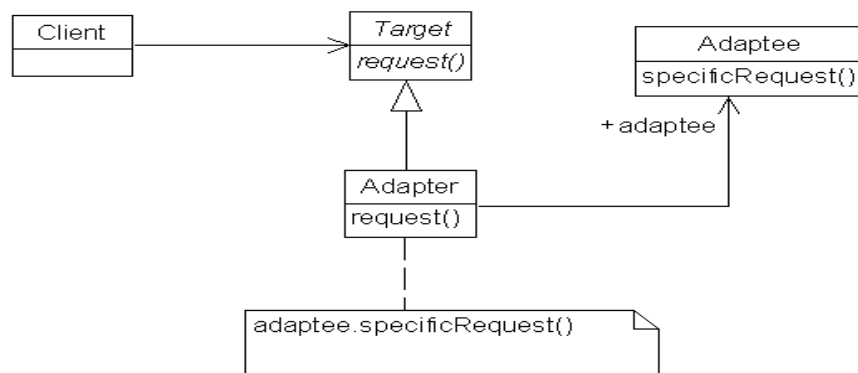 Client
Target
request()
Adaptee
specificRequest()
+adaptee
Adapter
request()
adaptee.specificRequest()